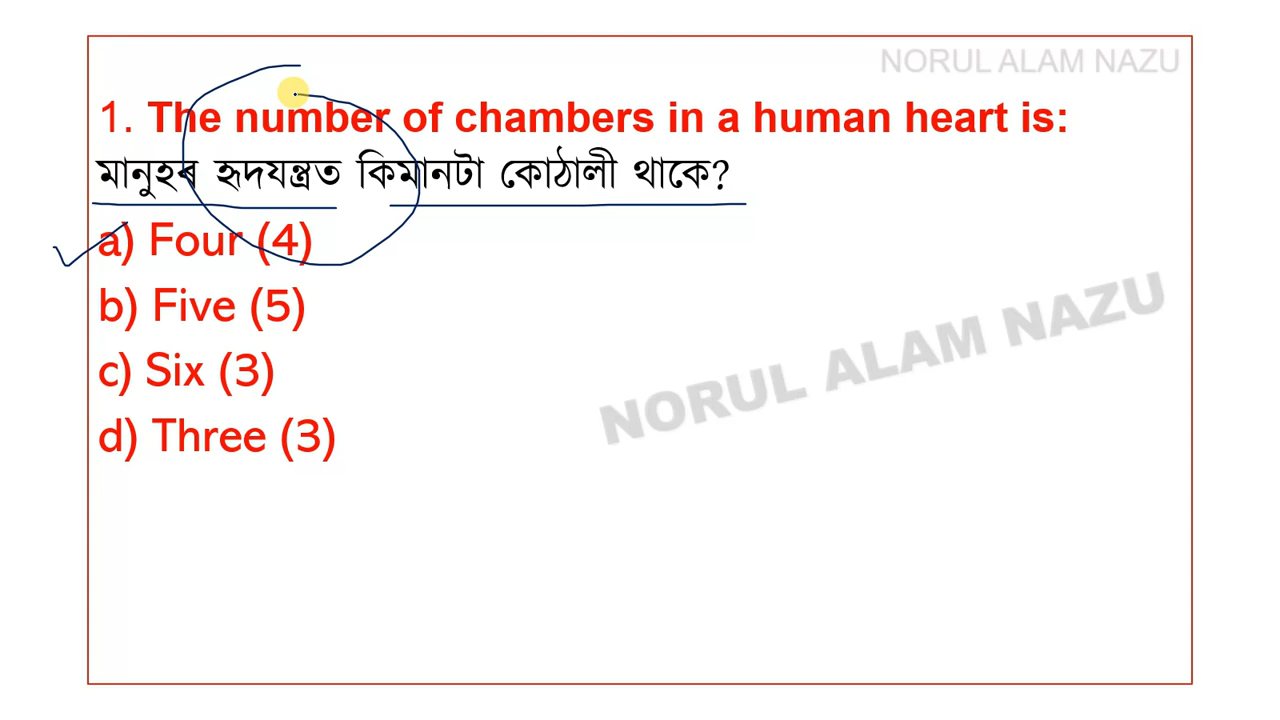 NORUL ALAM NAZU
1. The number of chambers in a human heart is:
মানুহৰ হৃদযন্ত্ৰত কিমানটা কোঠালী থাকে?
a) Four (4)
b) Five (5)
c) Six (3)
d) Three (3)
NORUL ALAM NAZU